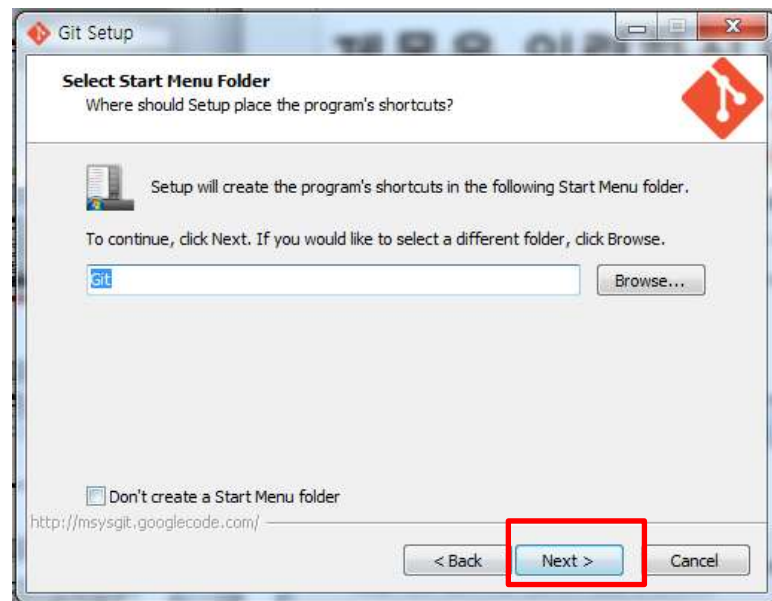 Git Setup
Select Start Menu Folder
Where should Setup place the program's shortcuts?
Setup will create the program's shortcuts in the following Start Menu folder.
To continue, click Next. If you would like to select a different folder, click Browse.
Git
Browse...
Don't create a Start Menu folder
http://msysgit.googlecode.com/
< Back
Next >
Cancel